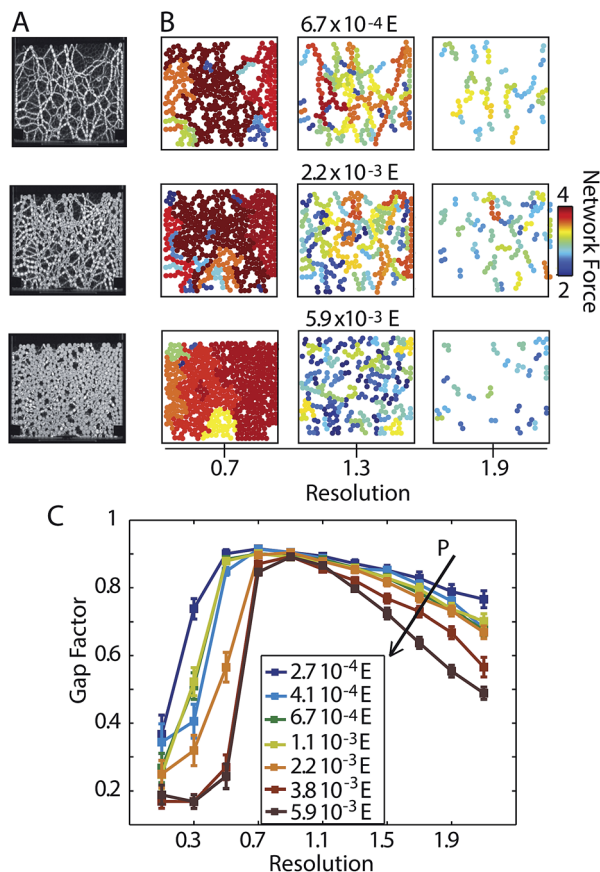 A
B
6.7 x 10⁻⁴ E
2.2 x 10⁻³ E
5.9x10⁻³ E
4
2
Network Force
0.7
1.3
1.9
Resolution
C
1
0.8
0.6
0.4
0.2
Gap Factor
P
2.7 10⁻⁴ E
4.1 10⁻⁴ E
6.7 10⁻⁴ E
1.1 10⁻³ E
2.2 10⁻³ E
3.8 10⁻³ E
5.9 10⁻³ E
0.3
0.7
1.1
1.5
1.9
Resolution